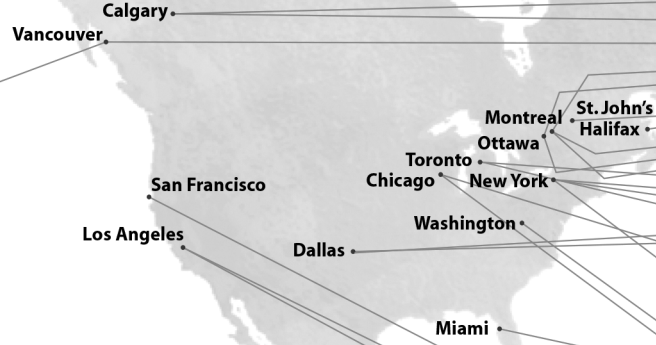 Calgary
Vancouver
St. John's
Montreal
Halifax
Ottawa
Toronto
Chicago
New York
San Francisco
Washington
Los Angeles
Dallas
Miami